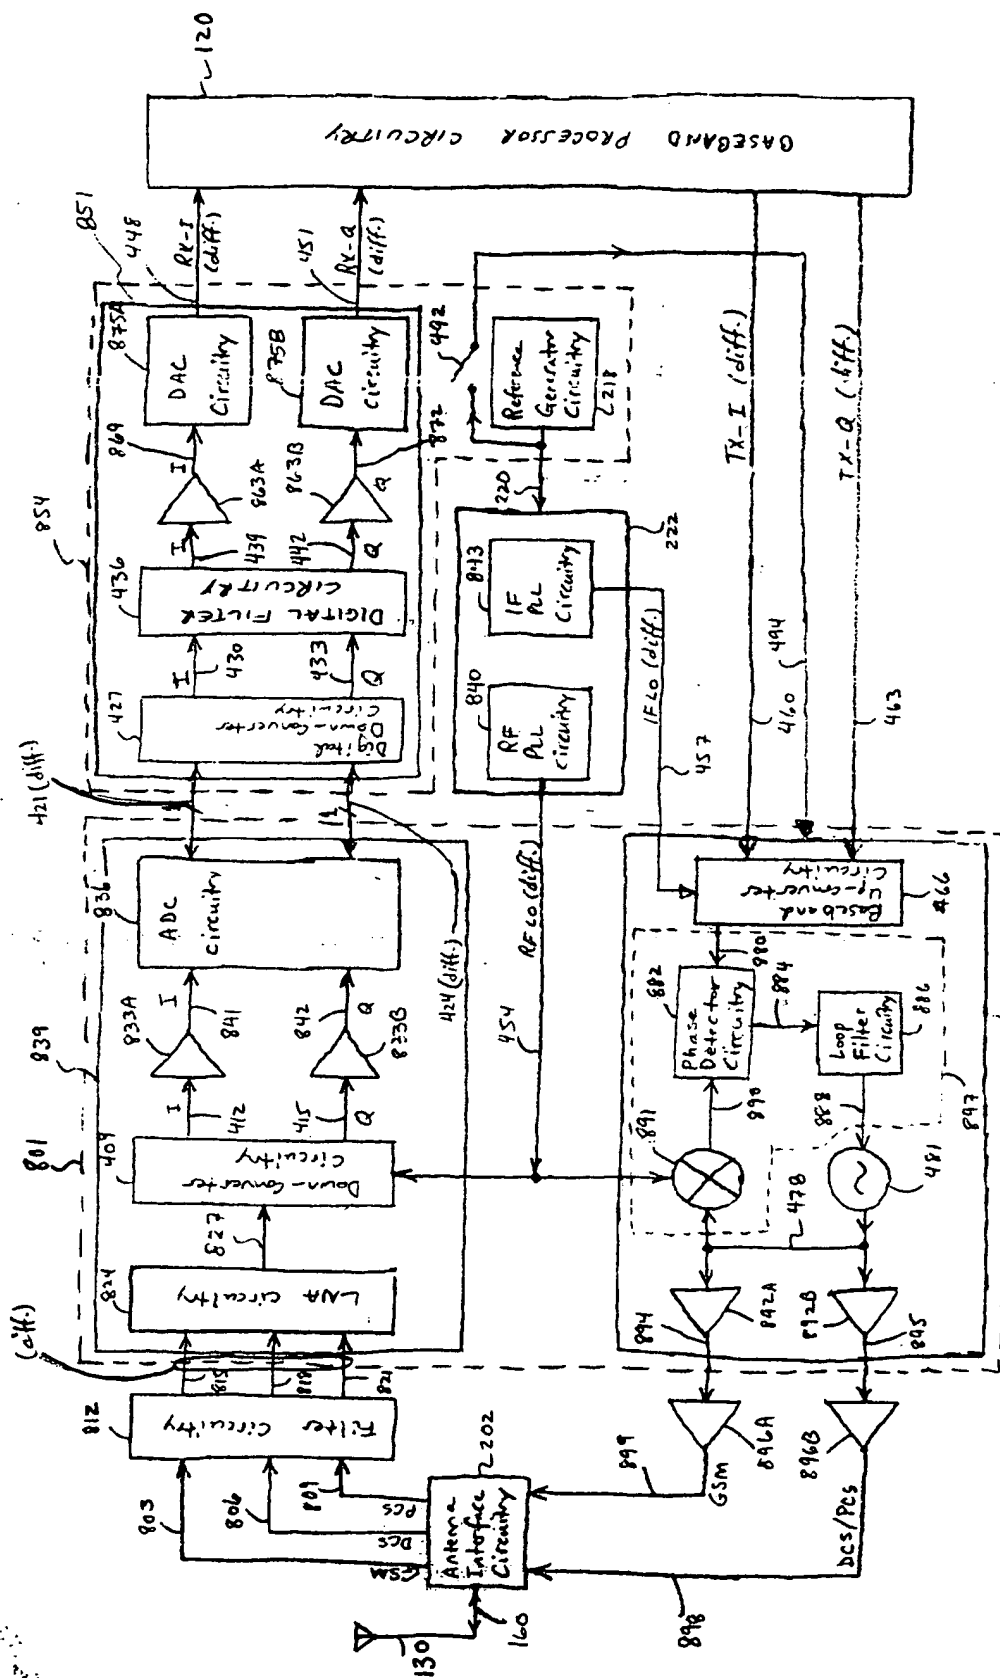 120
BASEBAND PROCESSOR CIRCUITRY
851
448
RX-I
(diff.)
451
RX-Q
(diff.)
875A
DAC
Circuitry
875B
DAC
Circuitry
492
Reference
Generator
Circuitry
218
TX-I (diff.)
TX-Q (diff.)
854
869
I
863A
863B
872
Q
220
222
436
DIGITAL FILTER
CIRCUITRY
I
439
442
Q
843
IF
PLL
Circuitry
I
430
433
Q
427
Digital
Down-Converter
Circuitry
840
RF
PLL
Circuitry
IFLO (diff.)
457
460
494
463
421 (diff.)
424 (diff.)
839
801
836
ADC
Circuitry
833A
I
841
842
Q
833B
I
412
415
Q
409
Down-Converter
Circuitry
RF LO (diff.)
454
Baseband
Up-Converter
Circuitry
466
880
882
Phase
Detector
Circuitry
884
Loop
Filter
Circuitry
886
888
890
891
897
481
478
827
824
LNA Circuitry
(diff.)
815
818
821
812
Filter Circuitry
892A
892B
894
895
896A
896B
803
806
809
GSM
DCS
PCS
202
Antenna
Interface
Circuitry
899
GSM
DCS/PCS
898
130
160